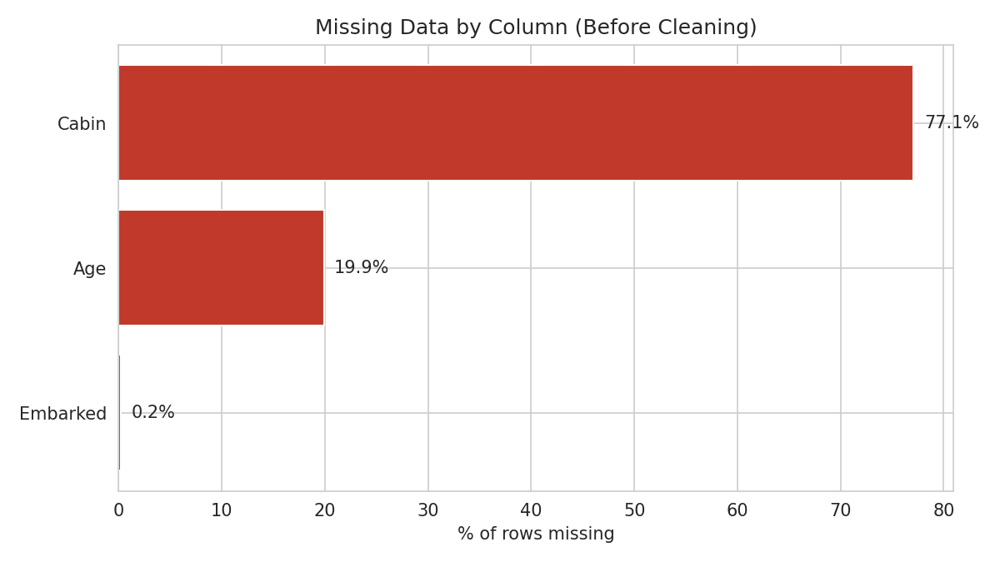 Missing Data by Column (Before Cleaning)
Cabin
77.1%
Age
19.9%
Embarked
0.2%
0 10 20 30 40 50 60 70 80
% of rows missing